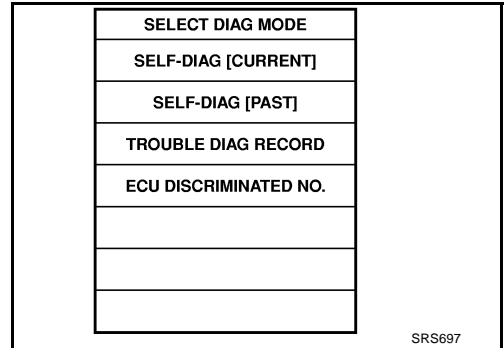 SELECT DIAG MODE
SELF-DIAG [CURRENT]
SELF-DIAG [PAST]
TROUBLE DIAG RECORD
ECU DISCRIMINATED NO.
SRS697